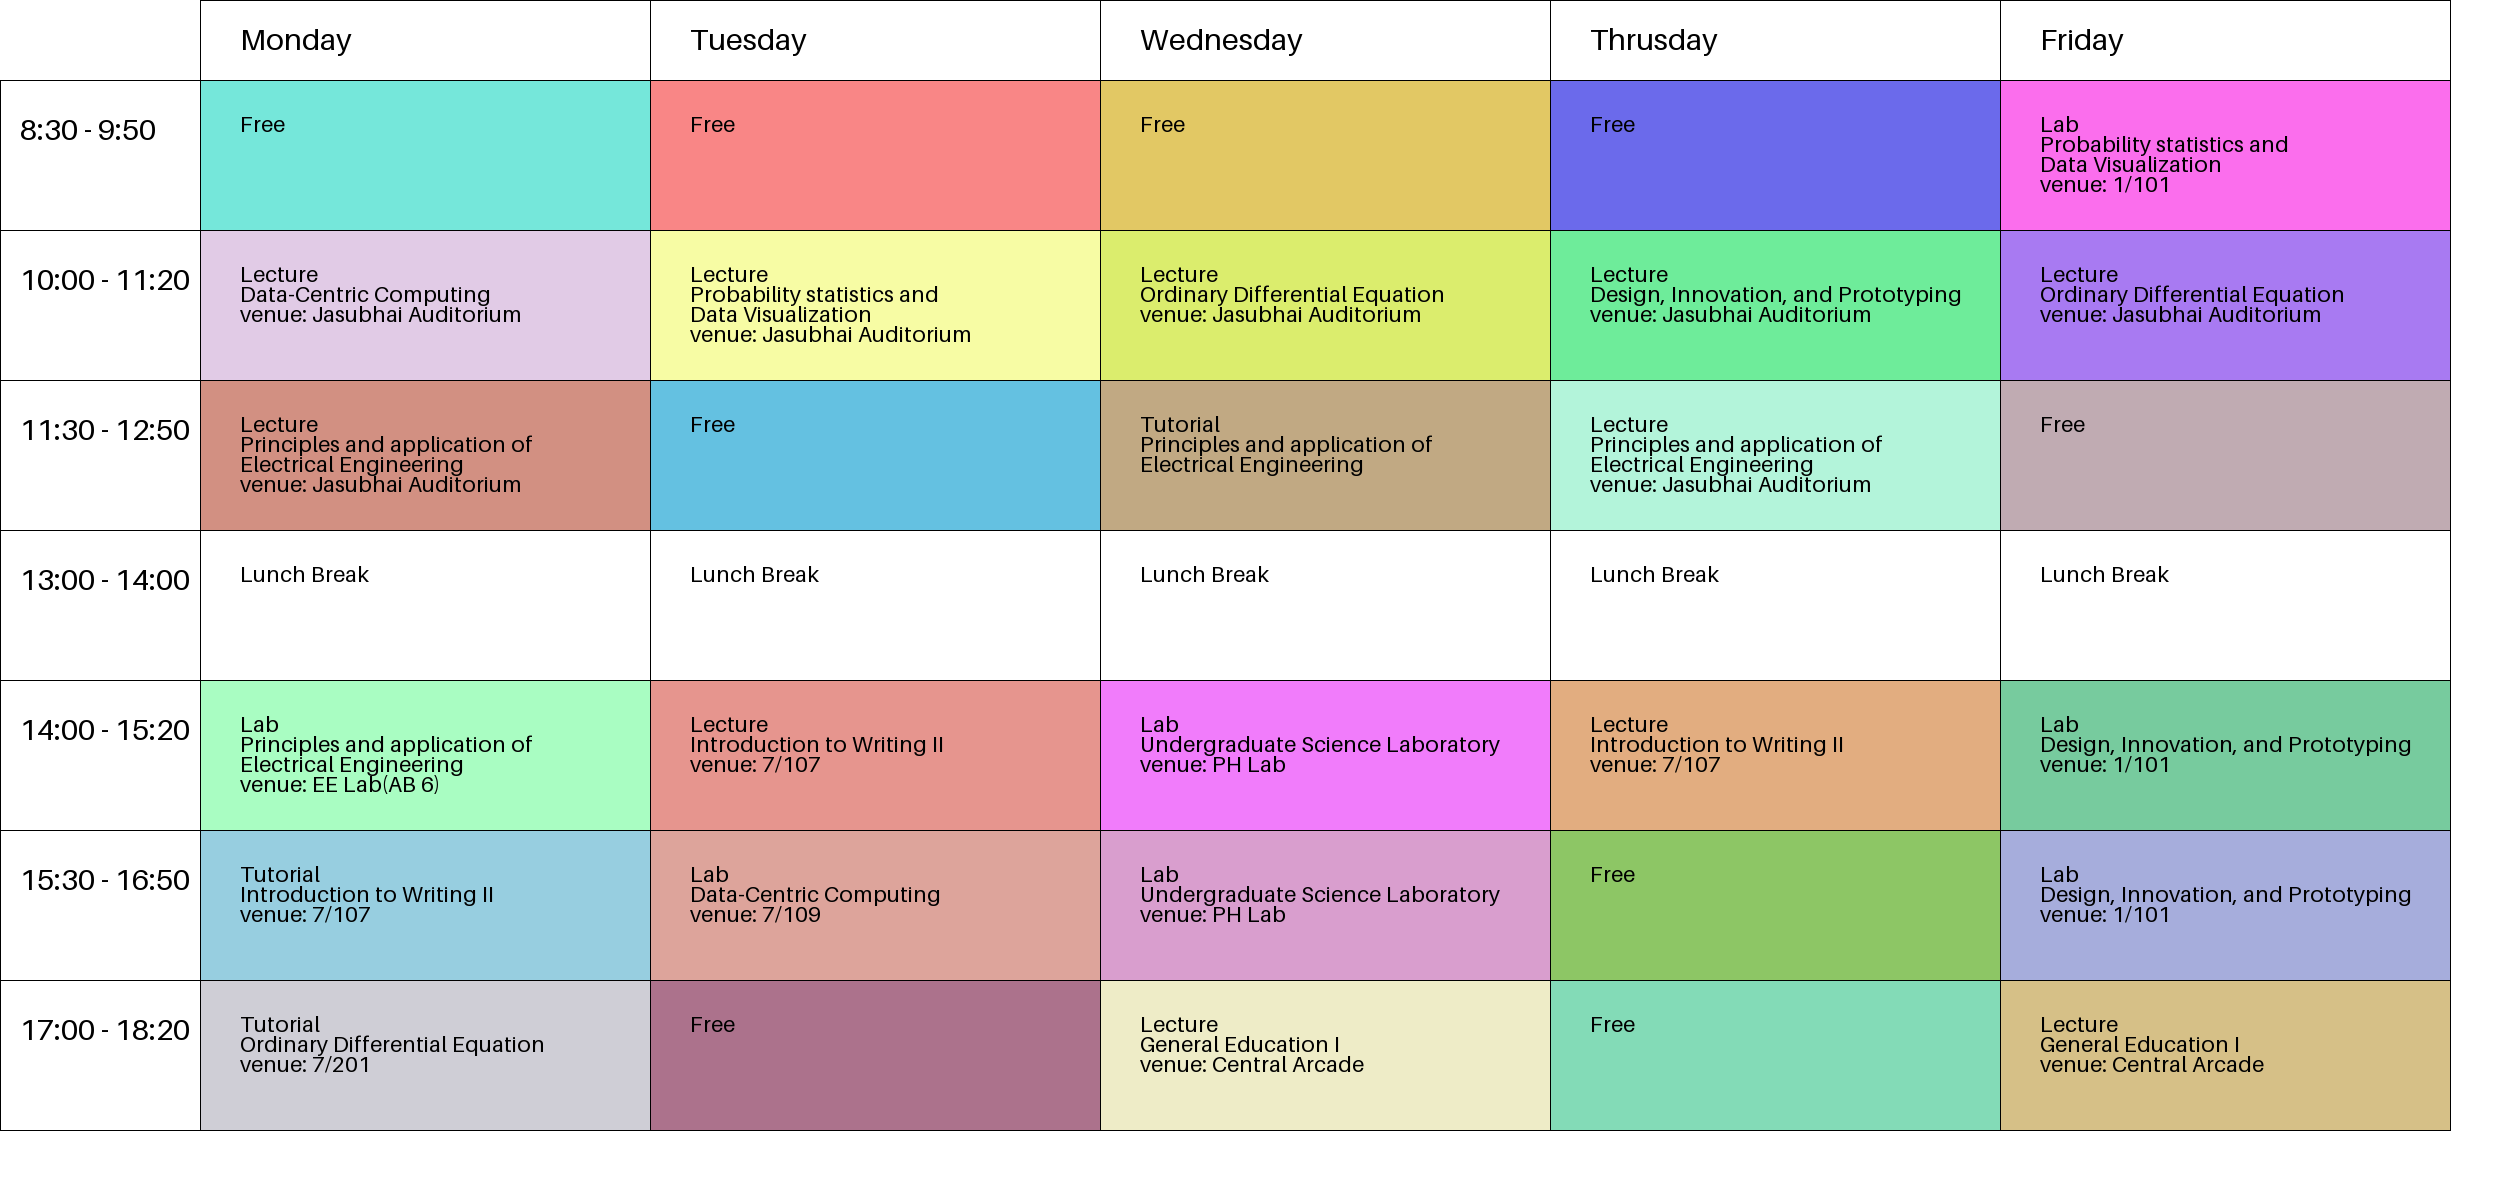 Monday
Tuesday
Wednesday
Thrusday
Friday
8:30 - 9:50
Free
Free
Free
Free
Lab
Probability statistics and
Data Visualization
venue: 1/101
10:00 - 11:20
Lecture
Data-Centric Computing
venue: Jasubhai Auditorium
Lecture
Probability statistics and
Data Visualization
venue: Jasubhai Auditorium
Lecture
Ordinary Differential Equation
venue: Jasubhai Auditorium
Lecture
Design, Innovation, and Prototyping
venue: Jasubhai Auditorium
Lecture
Ordinary Differential Equation
venue: Jasubhai Auditorium
11:30 - 12:50
Lecture
Principles and application of
Electrical Engineering
venue: Jasubhai Auditorium
Free
Tutorial
Principles and application of
Electrical Engineering
Lecture
Principles and application of
Electrical Engineering
venue: Jasubhai Auditorium
Free
13:00 - 14:00
Lunch Break
Lunch Break
Lunch Break
Lunch Break
Lunch Break
14:00 - 15:20
Lab
Principles and application of
Electrical Engineering
venue: EE Lab(AB 6)
Lecture
Introduction to Writing II
venue: 7/107
Lab
Undergraduate Science Laboratory
venue: PH Lab
Lecture
Introduction to Writing II
venue: 7/107
Lab
Design, Innovation, and Prototyping
venue: 1/101
15:30 - 16:50
Tutorial
Introduction to Writing II
venue: 7/107
Lab
Data-Centric Computing
venue: 7/109
Lab
Undergraduate Science Laboratory
venue: PH Lab
Free
Lab
Design, Innovation, and Prototyping
venue: 1/101
17:00 - 18:20
Tutorial
Ordinary Differential Equation
venue: 7/201
Free
Lecture
General Education I
venue: Central Arcade
Free
Lecture
General Education I
venue: Central Arcade